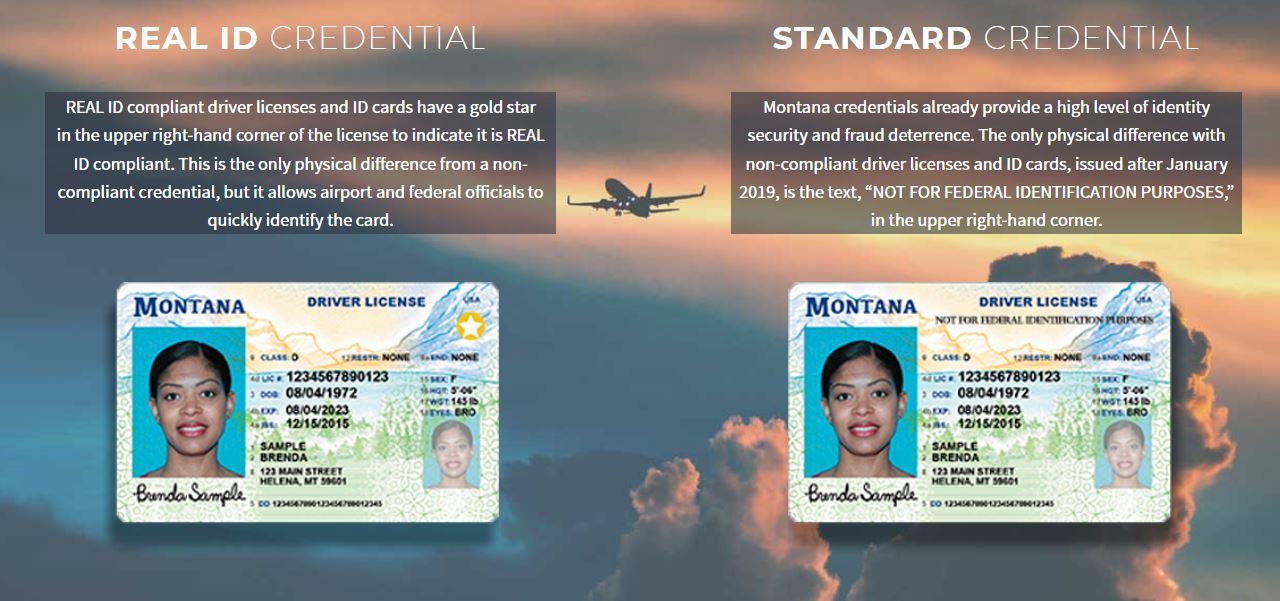 REAL ID CREDENTIAL
REAL ID compliant driver licenses and ID cards have a gold star
in the upper right-hand corner of the license to indicate it is REAL
ID compliant. This is the only physical difference from a non-
compliant credential, but it allows airport and federal officials to
quickly identify the card.
MONTANA DRIVER LICENSE USA
9 CLASS: D 12 RESTR: NONE 9a END: NONE
4d LIC #: 1234567890123 15 SEX: F
3 DOB: 08/04/1972 16 HGT: 5'-06"
4b EXP: 08/04/2023 17 WGT: 145 lb
4a ISS: 12/15/2015 18 EYES: BRO
1 SAMPLE
2 BRENDA
8 123 MAIN STREET
HELENA, MT 59601
Brenda Sample
5 DD 1234567890123456789012345
STANDARD CREDENTIAL
Montana credentials already provide a high level of identity
security and fraud deterrence. The only physical difference with
non-compliant driver licenses and ID cards, issued after January
2019, is the text, “NOT FOR FEDERAL IDENTIFICATION PURPOSES,”
in the upper right-hand corner.
MONTANA DRIVER LICENSE USA
NOT FOR FEDERAL IDENTIFICATION PURPOSES
9 CLASS: D 12 RESTR: NONE 9a END: NONE
4d LIC #: 1234567890123 15 SEX: F
3 DOB: 08/04/1972 16 HGT: 5'-06"
4b EXP: 08/04/2023 17 WGT: 145 lb
4a ISS: 12/15/2015 18 EYES: BRO
1 SAMPLE
2 BRENDA
8 123 MAIN STREET
HELENA, MT 59601
Brenda Sample
5 DD 1234567890123456789012345